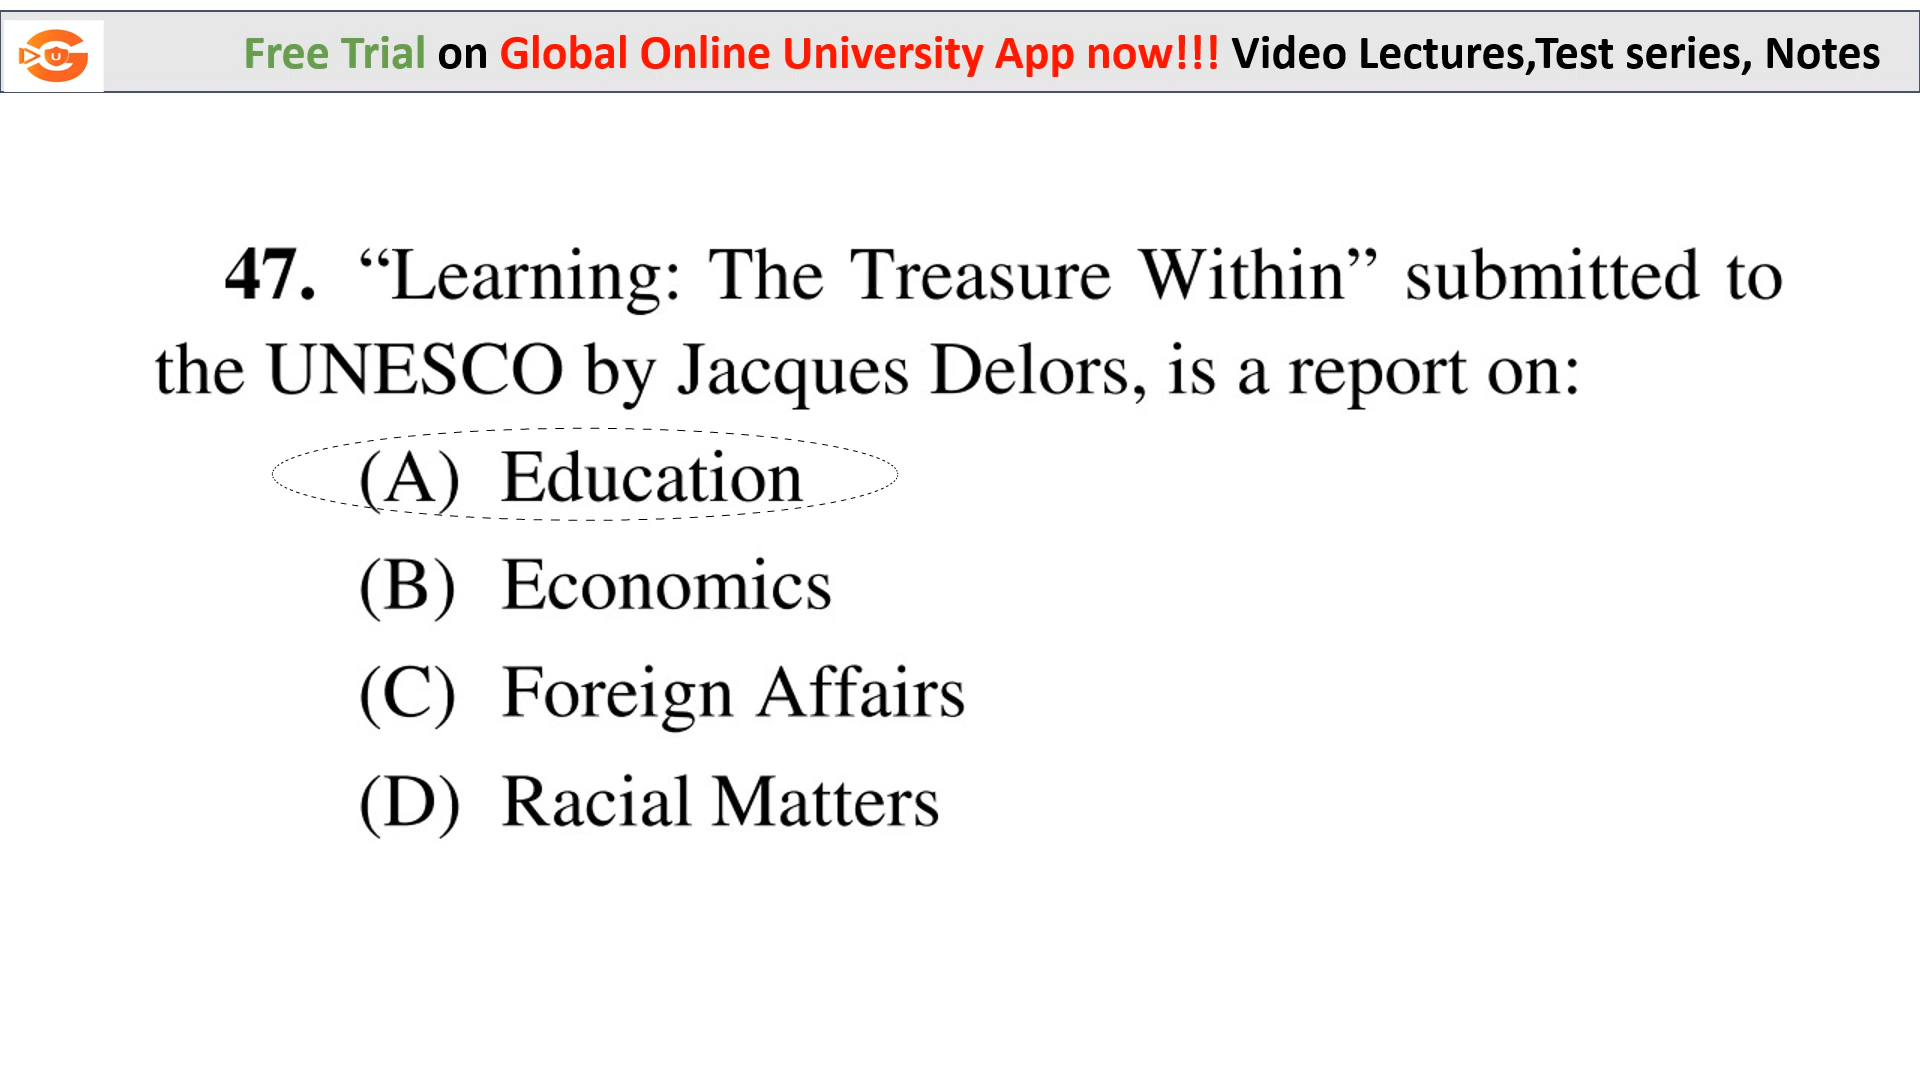 Free Trial on Global Online University App now!!! Video Lectures,Test series, Notes
U
47. “Learning: The Treasure Within” submitted to
the UNESCO by Jacques Delors, is a report on:
(A) Education
(B) Economics
(C) Foreign Affairs
(D) Racial Matters